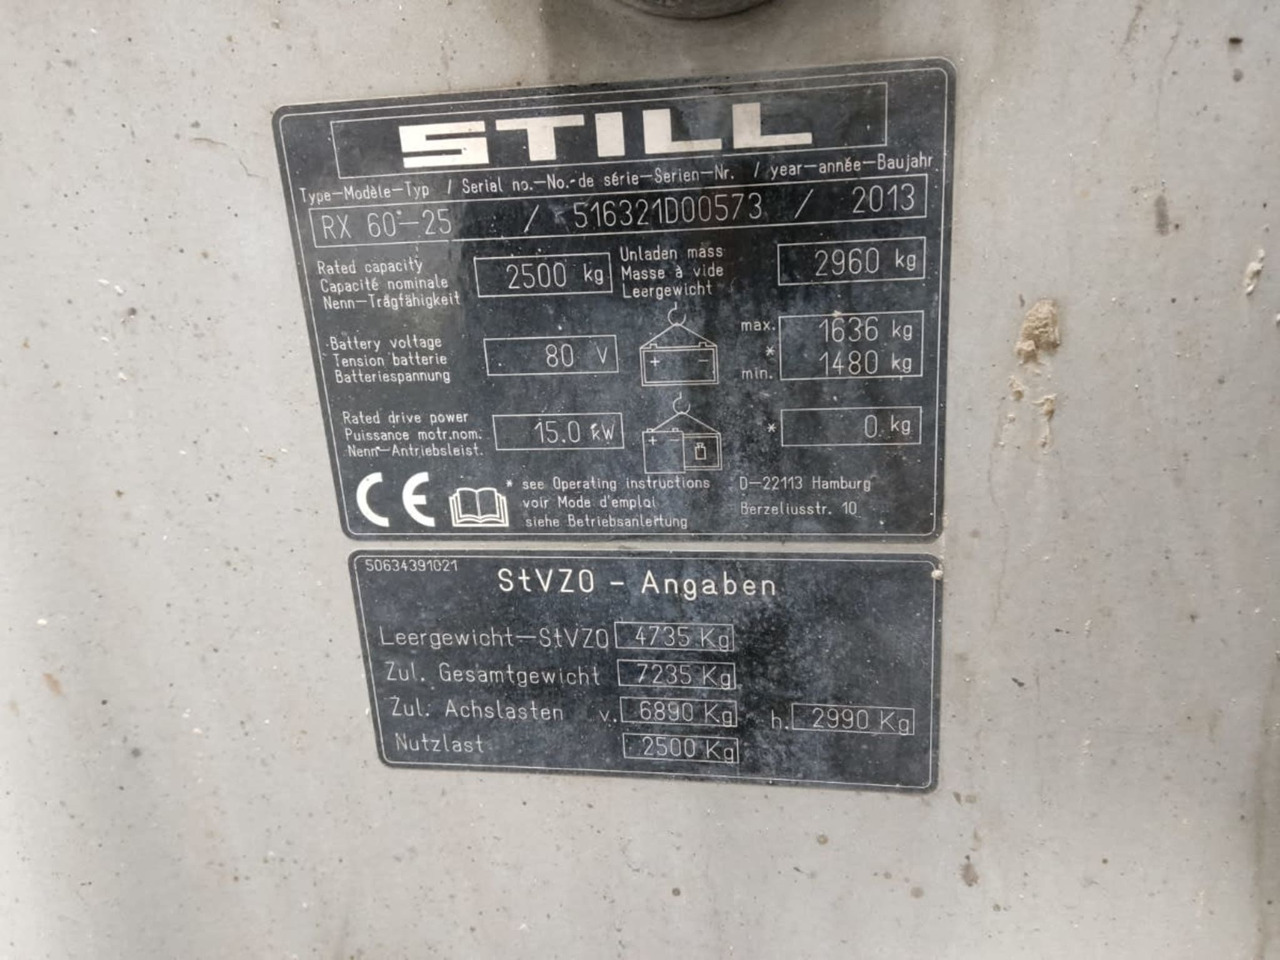 STILL
Type-Modèle-Typ / Serial no.-No.-de série-Serien-Nr. / year-année-Baujahr
RX 60-25 / 516321D00573 / 2013
Rated capacity
Capacité nominale
Nenn-Trägfähigkeit
2500 kg
Unladen mass
Masse à vide
Leergewicht
2960 kg
Battery voltage
Tension batterie
Batteriespannung
80 V
+ -
max. 1636 kg
*
min. 1480 kg
Rated drive power
Puissance motr.nom.
Nenn-Antriebsleist.
15.0 kW
+
* 0 kg
CE
* see Operating instructions
voir Mode d'emploi
siehe Betriebsanlertung
D-22113 Hamburg
Berzeliusstr. 10
50634391021
StVZO - Angaben
Leergewicht-StVZO 4735 Kg
Zul. Gesamtgewicht 7235 Kg
Zul. Achslasten v. 6890 Kg h. 2990 Kg
Nutzlast 2500 Kg